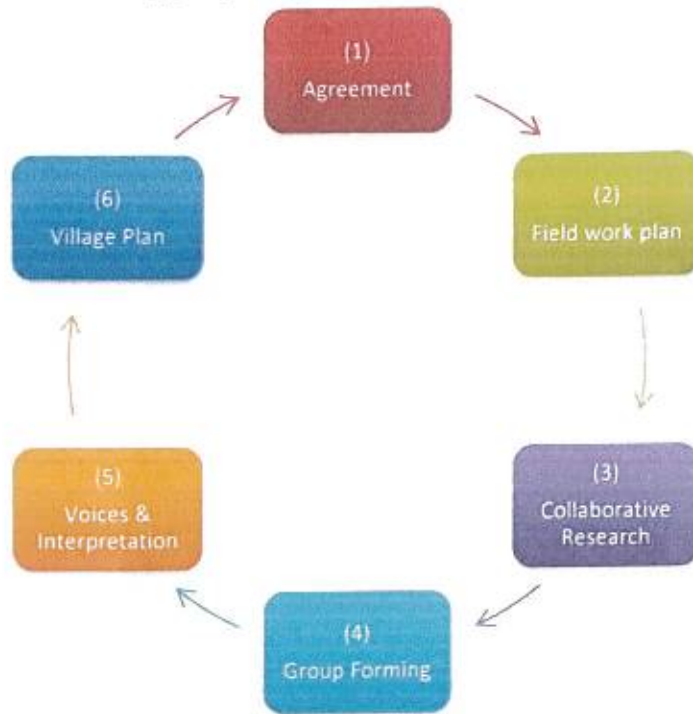 (1)
Agreement
(2)
Field work plan
(3)
Collaborative
Research
(4)
Group Forming
(5)
Voices &
Interpretation
(6)
Village Plan